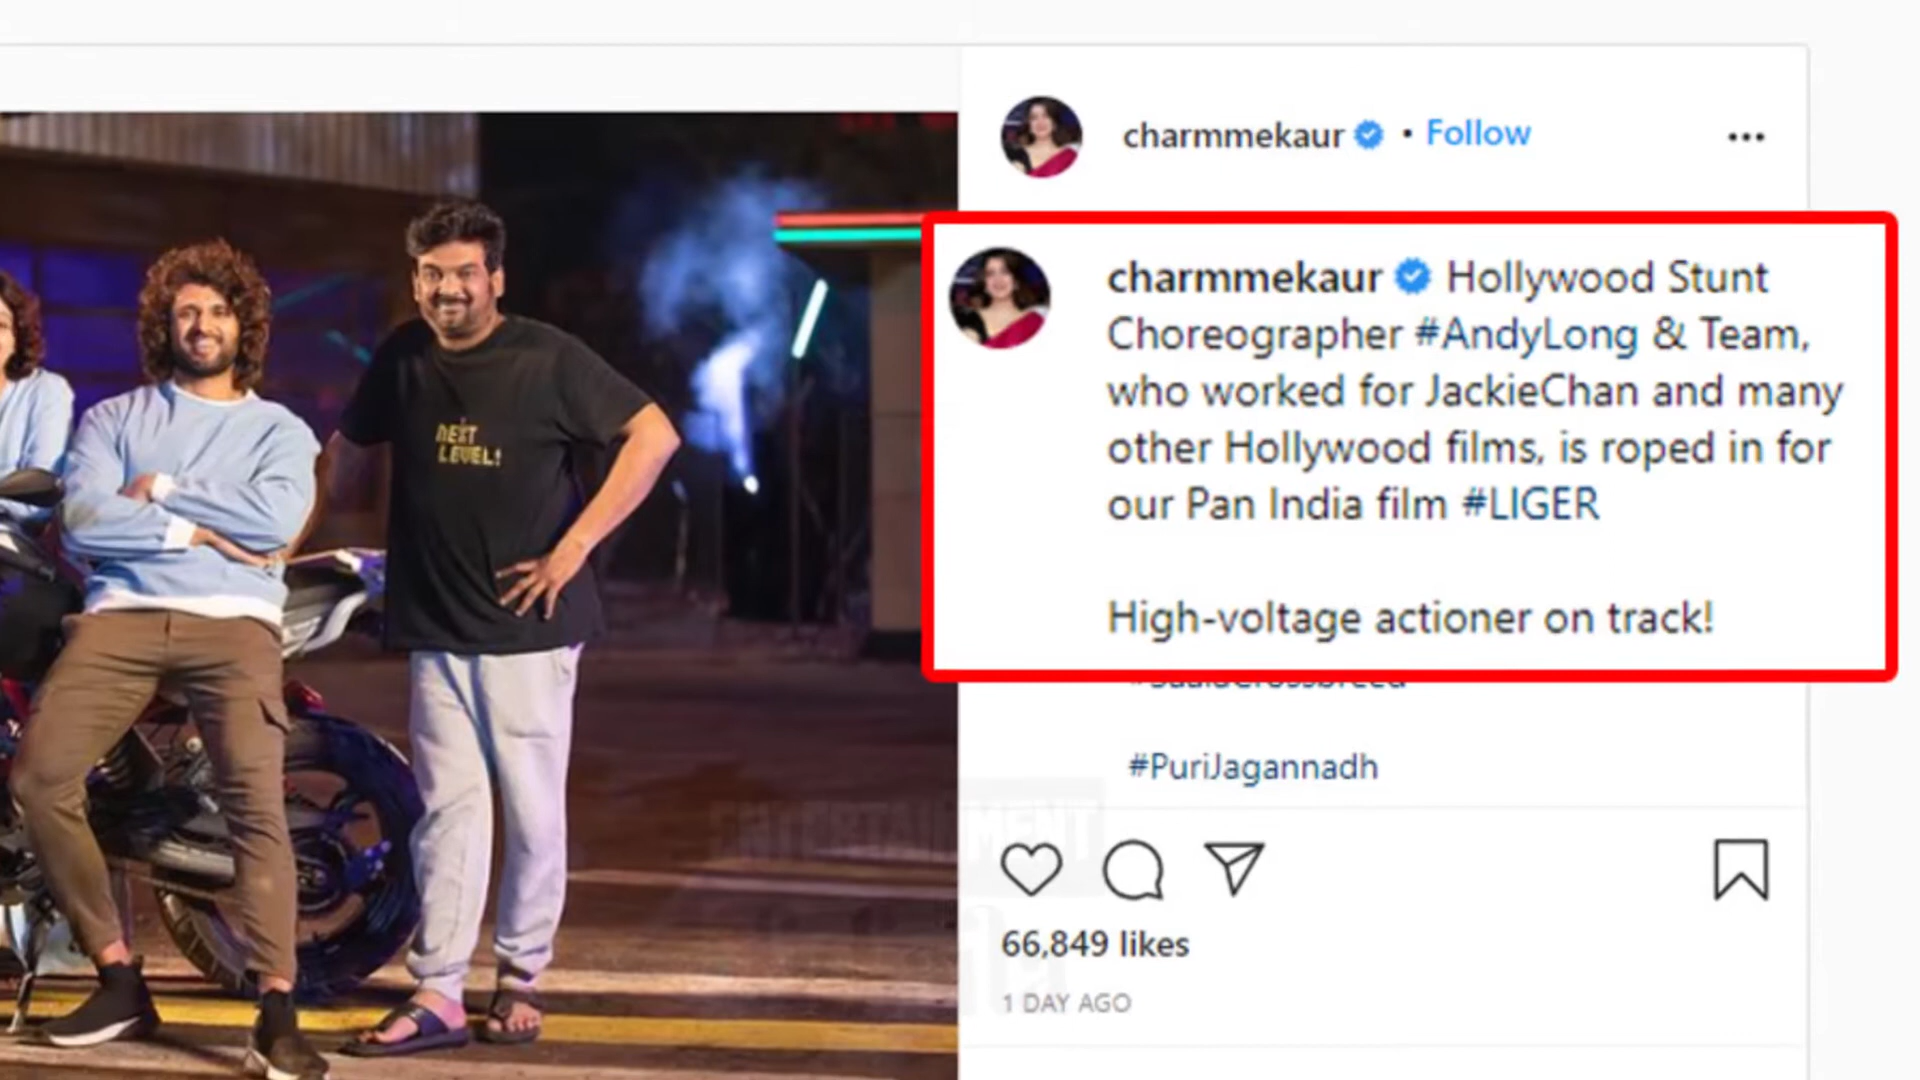 charmmekaur • Follow
charmmekaur Hollywood Stunt
Choreographer #AndyLong & Team,
who worked for JackieChan and many
other Hollywood films, is roped in for
our Pan India film #LIGER
High-voltage actioner on track!
#PuriJagannadh
66,849 likes
1 DAY AGO
NEXT
LEVEL!
ENTERTAINMENT